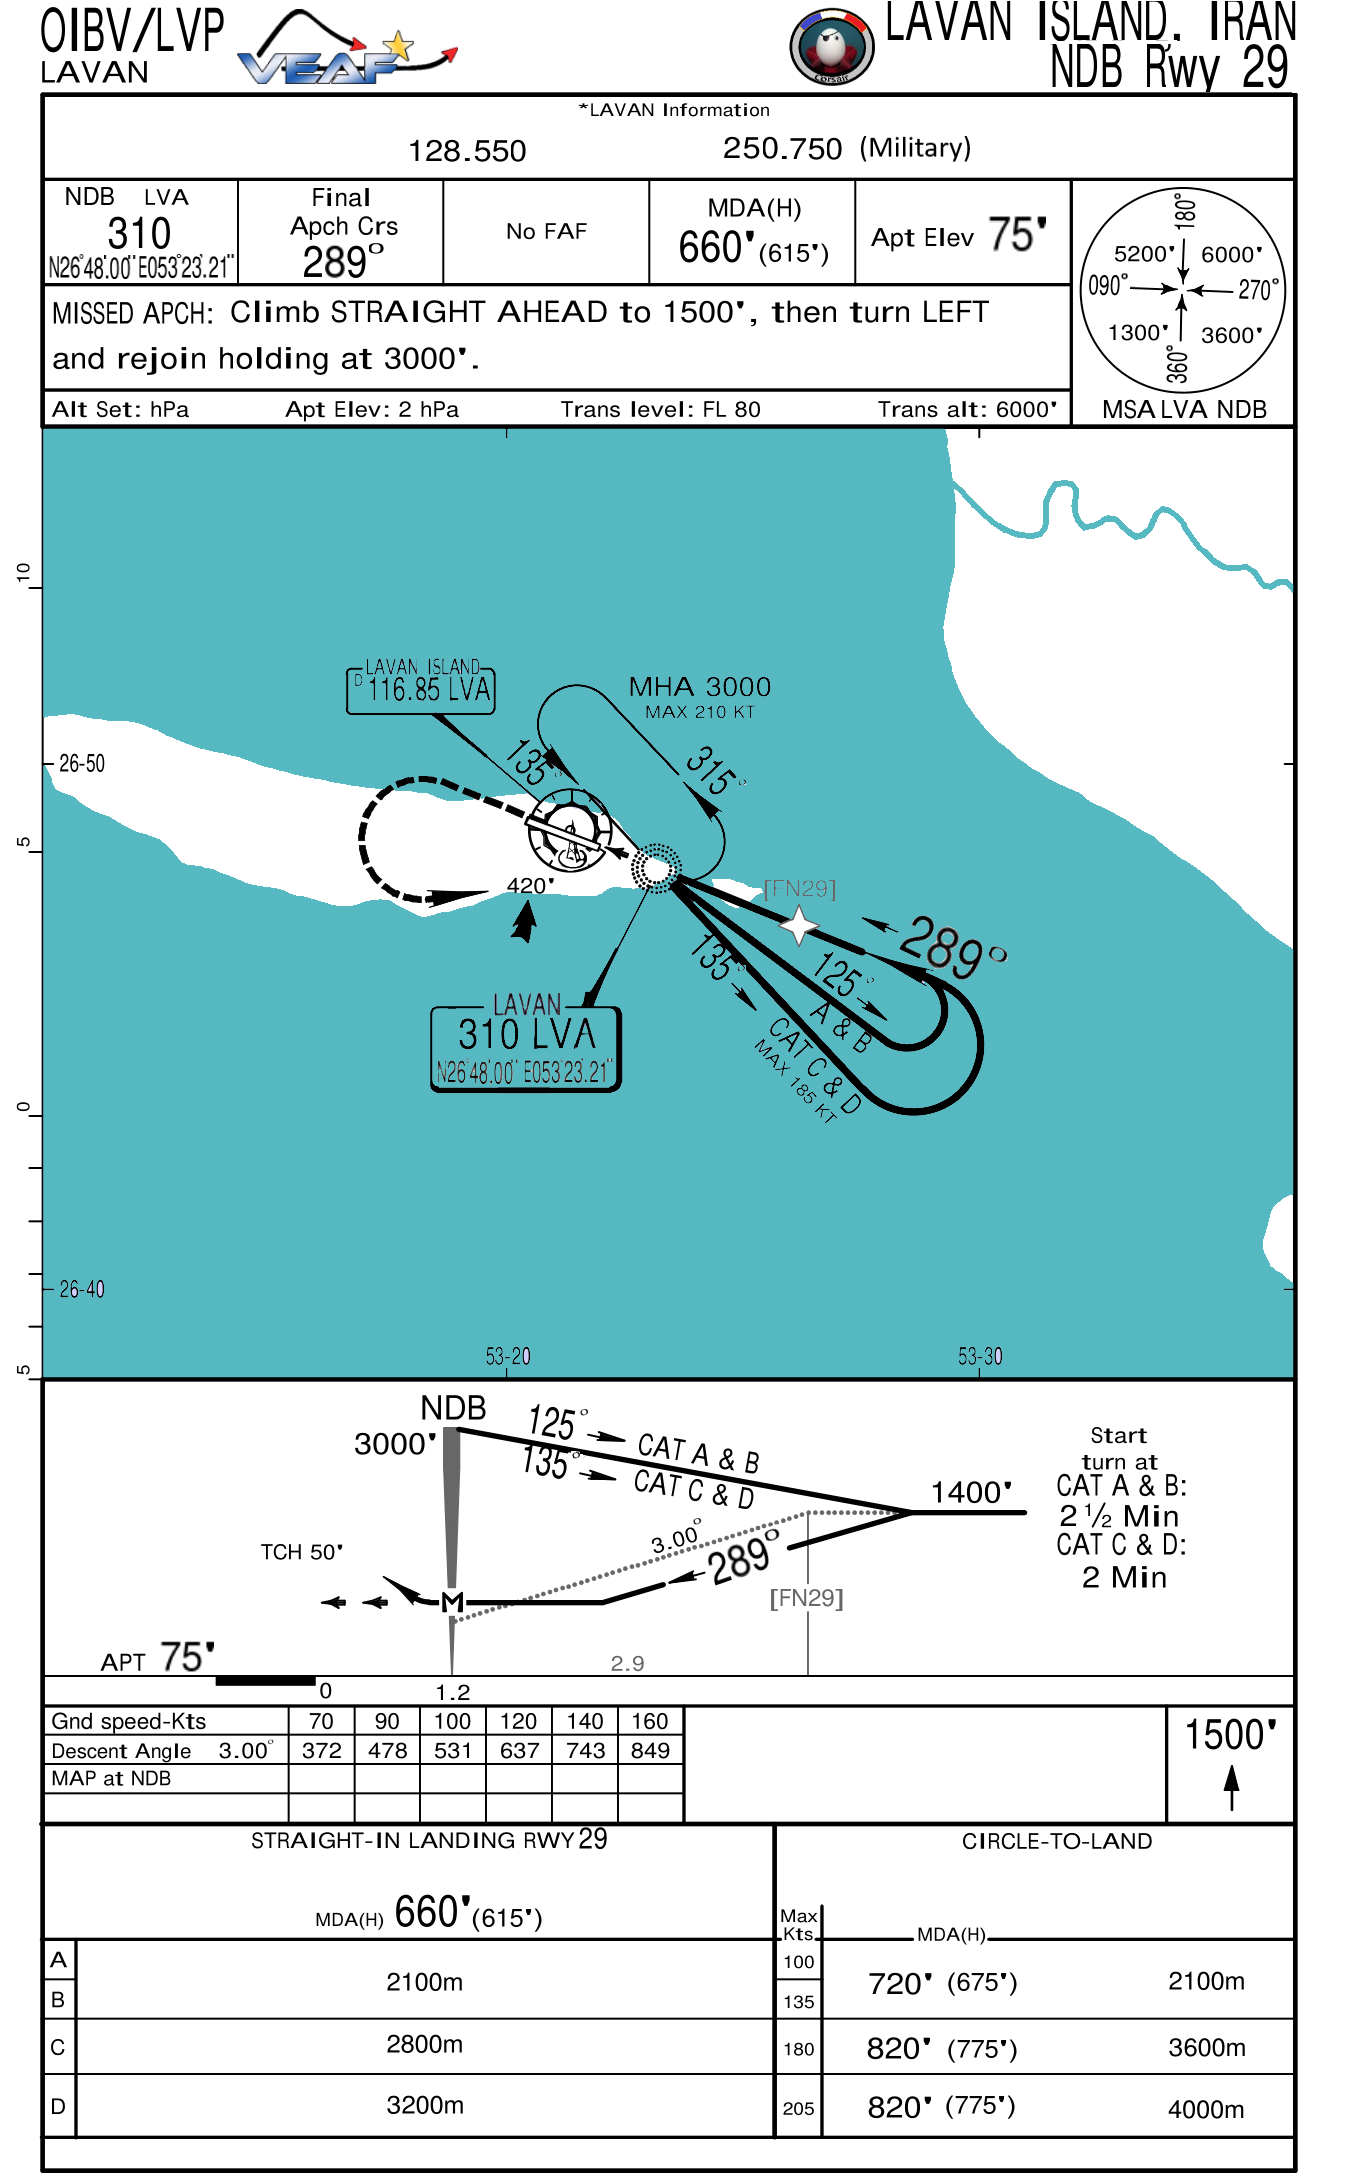 OIBV/LVP
LAVAN
VEAF
Corsair
LAVAN ISLAND, IRAN
NDB Rwy 29
*LAVAN Information
128.550 250.750 (Military)
NDB LVA
310
N26°48'.00" E053°23'.21"
Final
Apch Crs
289°
No FAF
MDA(H)
660' (615')
Apt Elev 75'
MISSED APCH: Climb STRAIGHT AHEAD to 1500', then turn LEFT
and rejoin holding at 3000'.
Alt Set: hPa Apt Elev: 2 hPa Trans level: FL 80 Trans alt: 6000'
180°
5200' 6000'
090° 270°
1300' 3600'
360°
MSA LVA NDB
10
5
0
5
26-50
26-40
53-20
53-30
LAVAN ISLAND
D 116.85 LVA
MHA 3000
MAX 210 KT
135°
315°
420'
[FN29]
289°
125°
A & B
135°
CAT C & D
MAX 185 KT
LAVAN
310 LVA
N26°48'.00" E053°23'.21"
NDB
3000'
125° CAT A & B
135° CAT C & D
1400'
3.00°
289°
[FN29]
TCH 50'
M
APT 75'
2.9
0
1.2
Start
turn at
CAT A & B:
2 ½ Min
CAT C & D:
2 Min
Gnd speed-Kts 70 90 100 120 140 160
Descent Angle 3.00° 372 478 531 637 743 849
MAP at NDB
1500'
STRAIGHT-IN LANDING RWY 29
MDA(H) 660' (615')
A
B
2100m
C 2800m
D 3200m
CIRCLE-TO-LAND
Max
Kts
MDA(H)
100
135
720' (675') 2100m
180 820' (775') 3600m
205 820' (775') 4000m